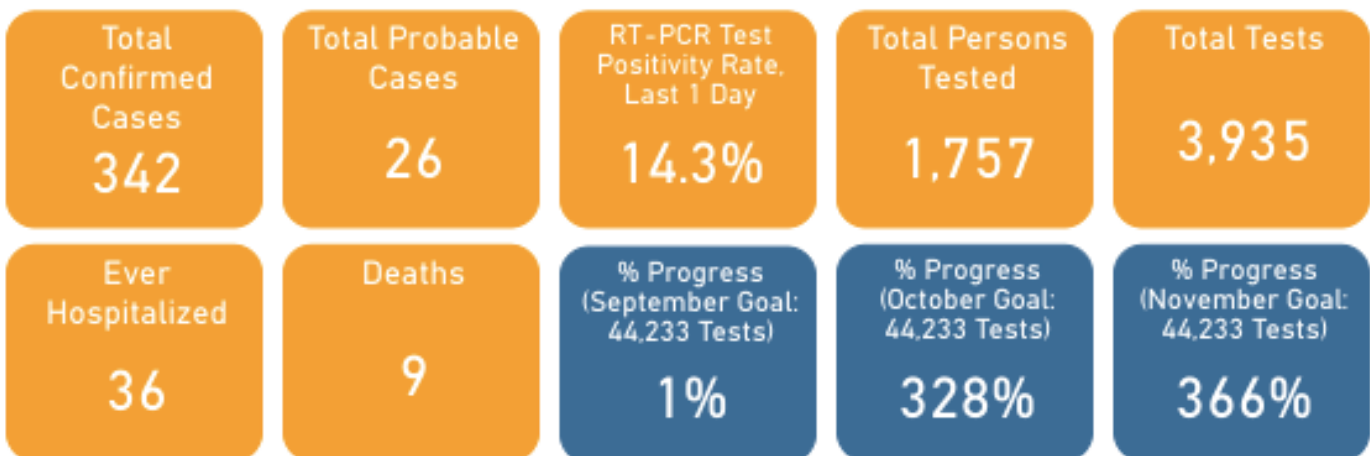 Total
Confirmed
Cases
342
Total Probable
Cases
26
RT-PCR Test
Positivity Rate,
Last 1 Day
14.3%
Total Persons
Tested
1,757
Total Tests
3,935
Ever
Hospitalized
36
Deaths
9
% Progress
(September Goal:
44,233 Tests)
1%
% Progress
(October Goal:
44,233 Tests)
328%
% Progress
(November Goal:
44,233 Tests)
366%